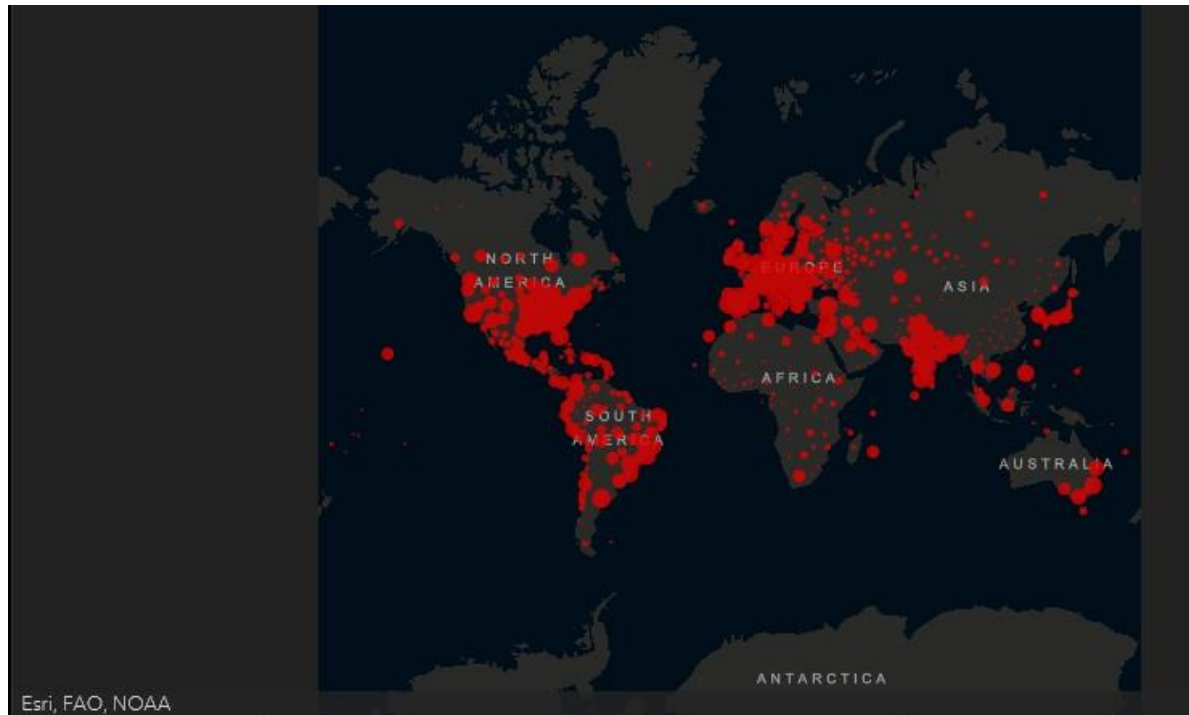 NORTH
AMERICA
EUROPE
ASIA
AFRICA
SOUTH
AMERICA
AUSTRALIA
ANTARCTICA
Esri, FAO, NOAA